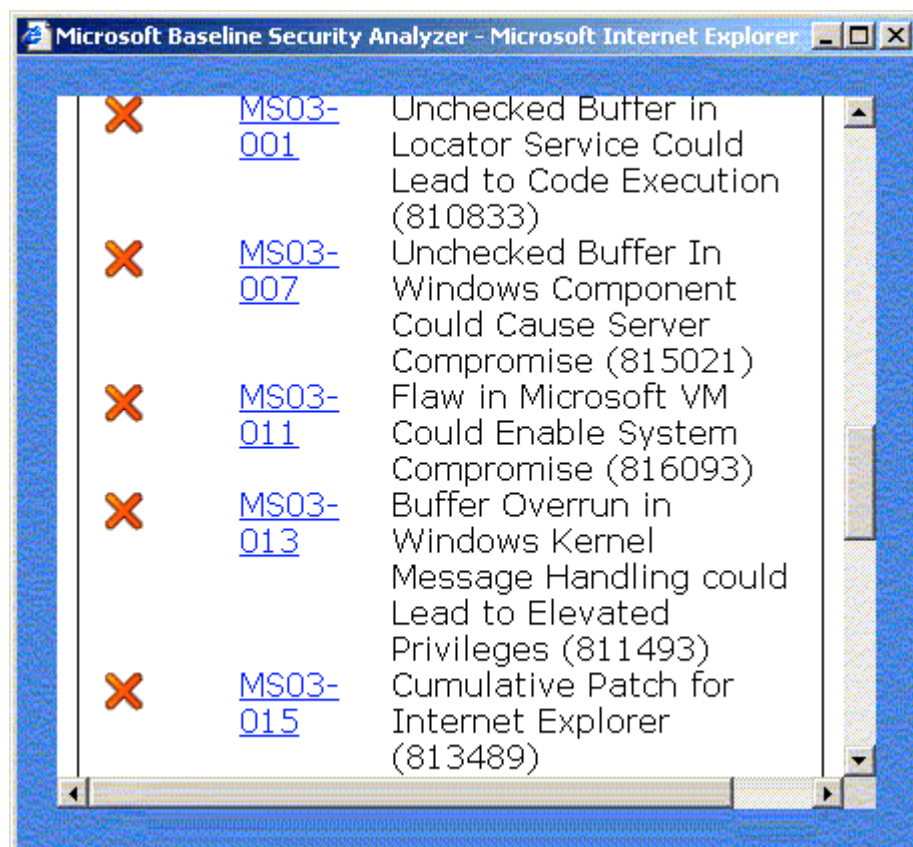 Microsoft Baseline Security Analyzer - Microsoft Internet Explorer
MS03-
001
Unchecked Buffer in
Locator Service Could
Lead to Code Execution
(810833)
MS03-
007
Unchecked Buffer In
Windows Component
Could Cause Server
Compromise (815021)
MS03-
011
Flaw in Microsoft VM
Could Enable System
Compromise (816093)
MS03-
013
Buffer Overrun in
Windows Kernel
Message Handling could
Lead to Elevated
Privileges (811493)
MS03-
015
Cumulative Patch for
Internet Explorer
(813489)